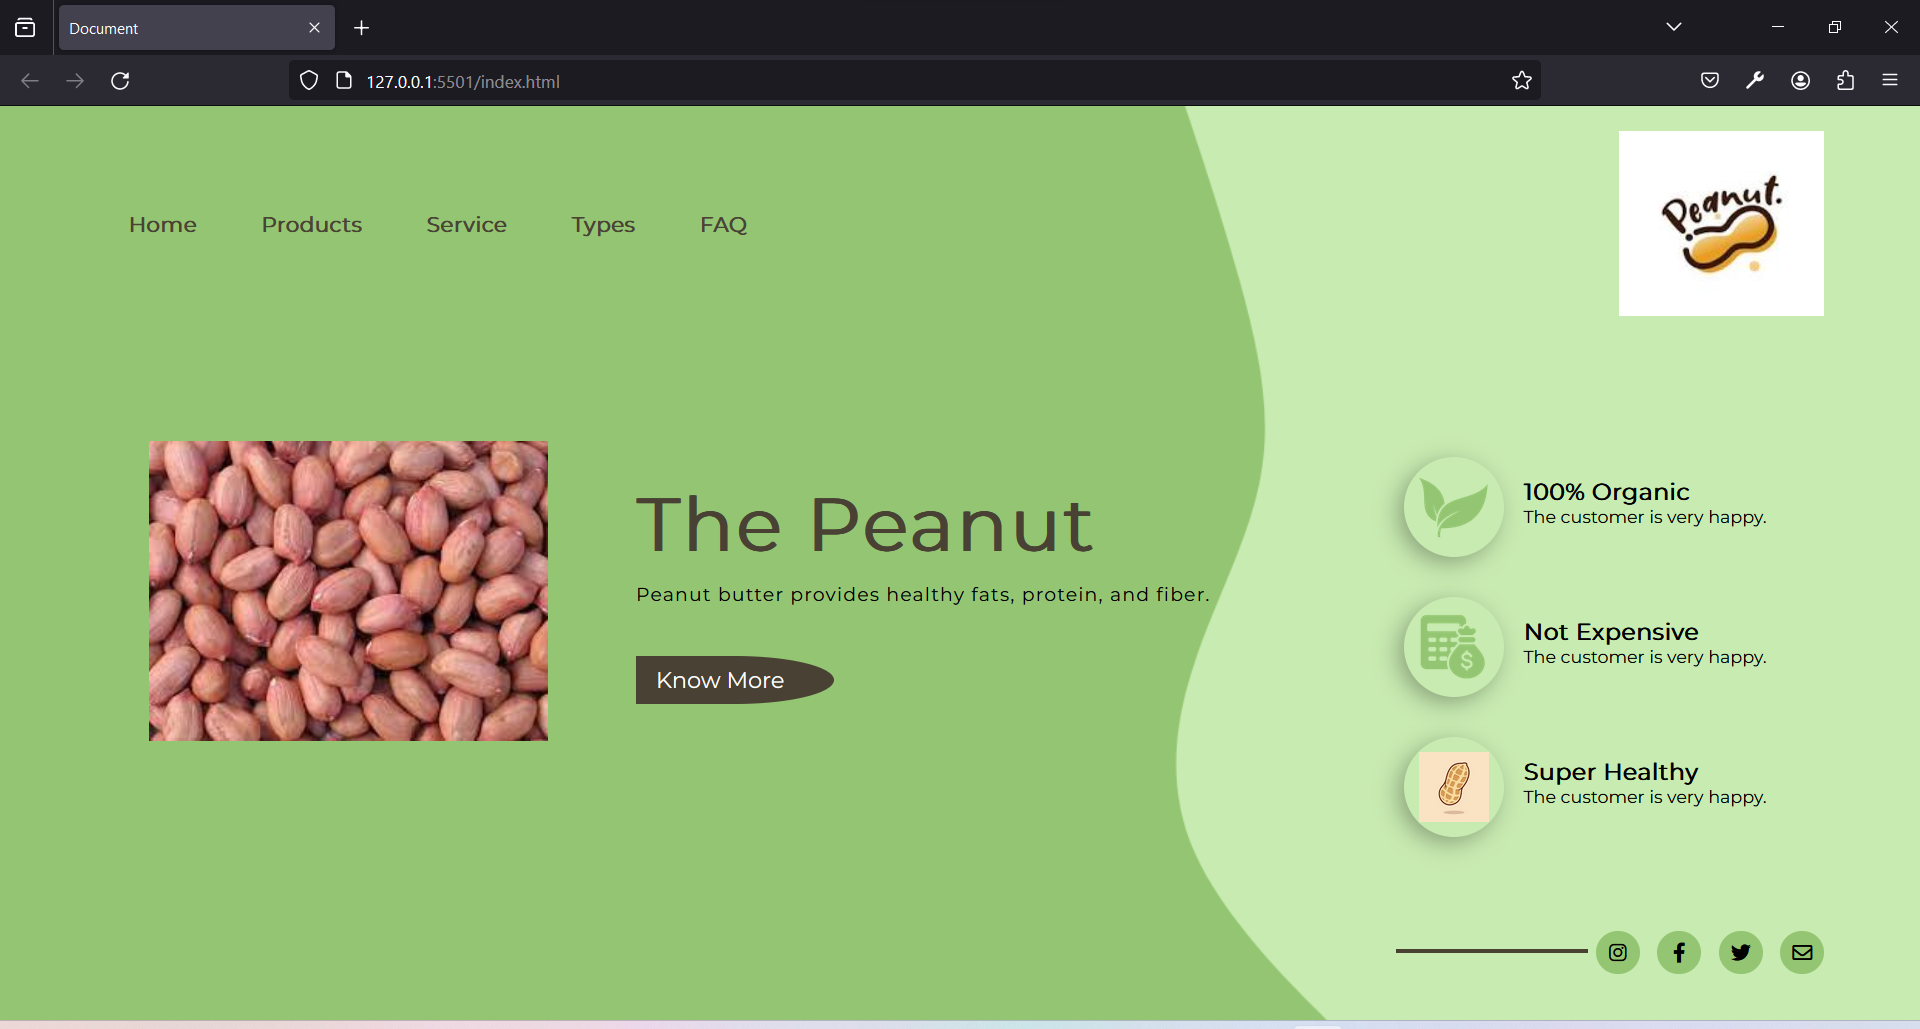 Document
127.0.0.1:5501/index.html
Home Products Service Types FAQ
Peanut.
The Peanut
Peanut butter provides healthy fats, protein, and fiber.
Know More
100% Organic
The customer is very happy.
Not Expensive
The customer is very happy.
Super Healthy
The customer is very happy.